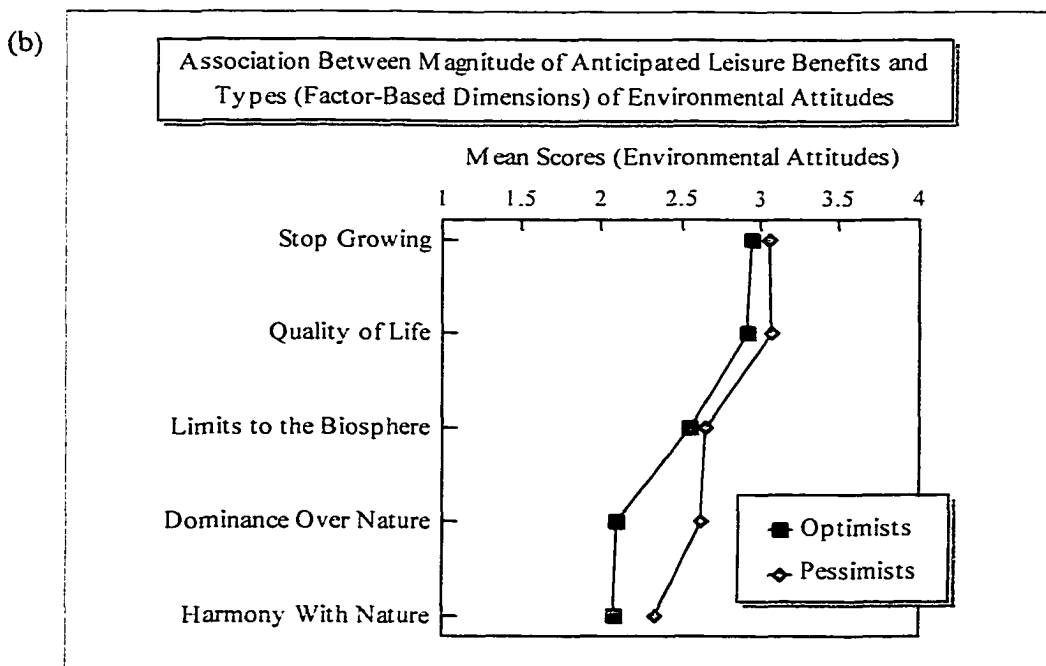 (b)
Association Between Magnitude of Anticipated Leisure Benefits and
Types (Factor-Based Dimensions) of Environmental Attitudes
Mean Scores (Environmental Attitudes)
1 1.5 2 2.5 3 3.5 4
Stop Growing
Quality of Life
Limits to the Biosphere
Dominance Over Nature
Harmony With Nature
Optimists
Pessimists